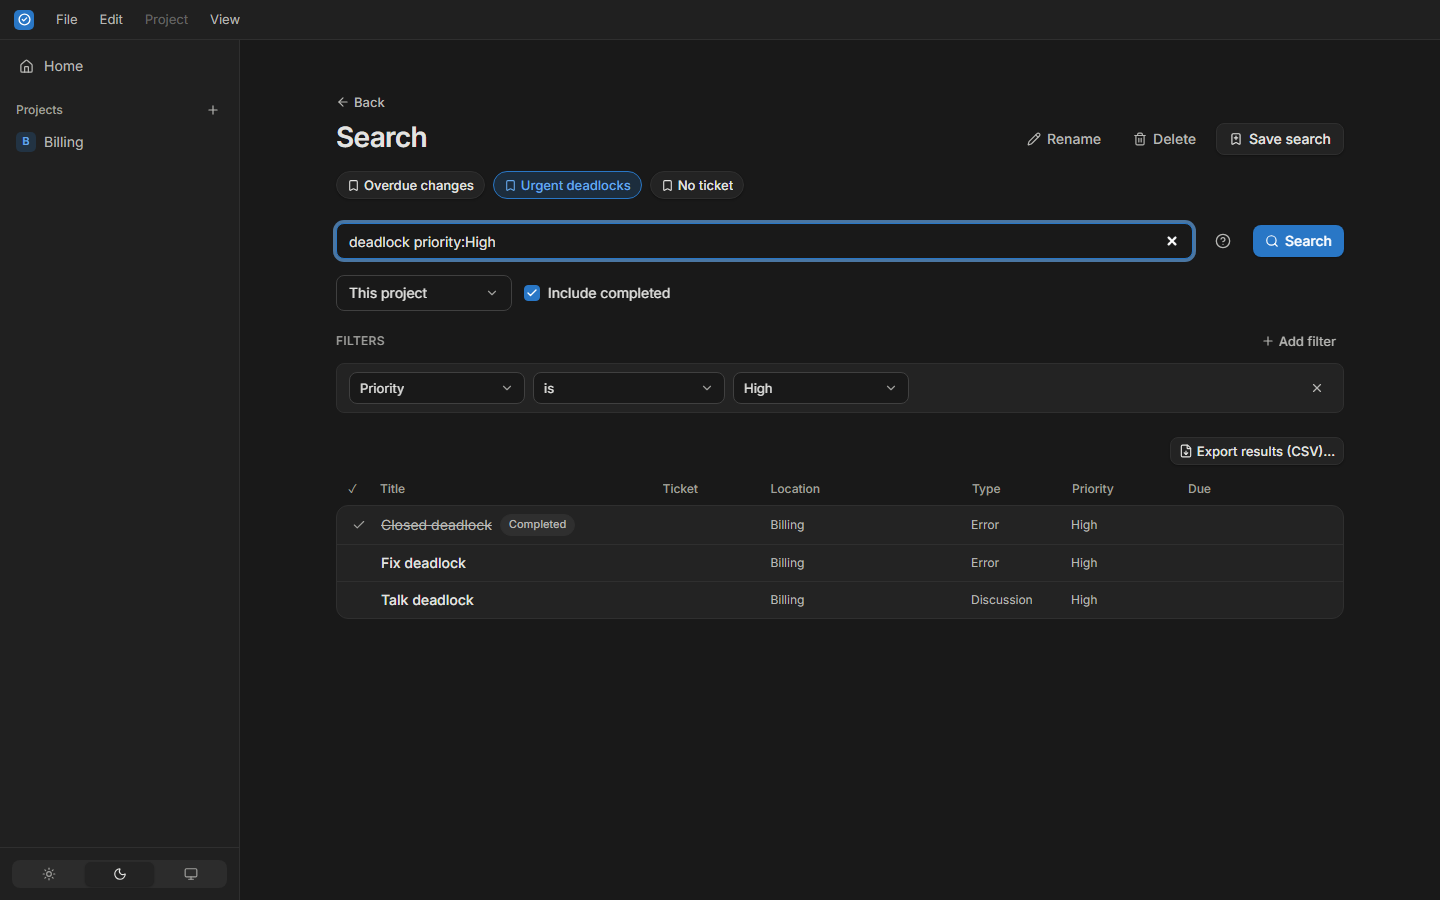 File Edit Project View
Home
Projects
B Billing
Back
Search
Rename Delete Save search
Overdue changes Urgent deadlocks No ticket
deadlock priority:High
Search
This project Include completed
FILTERS Add filter
Priority is High
Export results (CSV)...
✓ Title Ticket Location Type Priority Due
Closed deadlock Completed Billing Error High
Fix deadlock Billing Error High
Talk deadlock Billing Discussion High